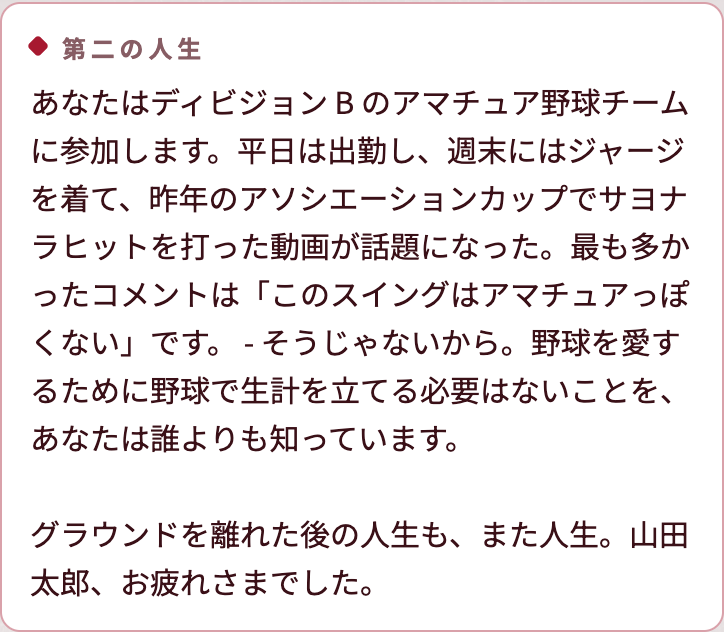 第二の人生
あなたはディビジョン B のアマチュア野球チーム
に参加します。平日は出勤し、週末にはジャージ
を着て、昨年のアソシエーションカップでサヨナ
ラヒットを打った動画が話題になった。最も多か
ったコメントは「このスイングはアマチュアっぽ
くない」です。 - そうじゃないから。野球を愛す
るために野球で生計を立てる必要はないことを、
あなたは誰よりも知っています。
グラウンドを離れた後の人生も、また人生。山田
太郎、お疲れさまでした。